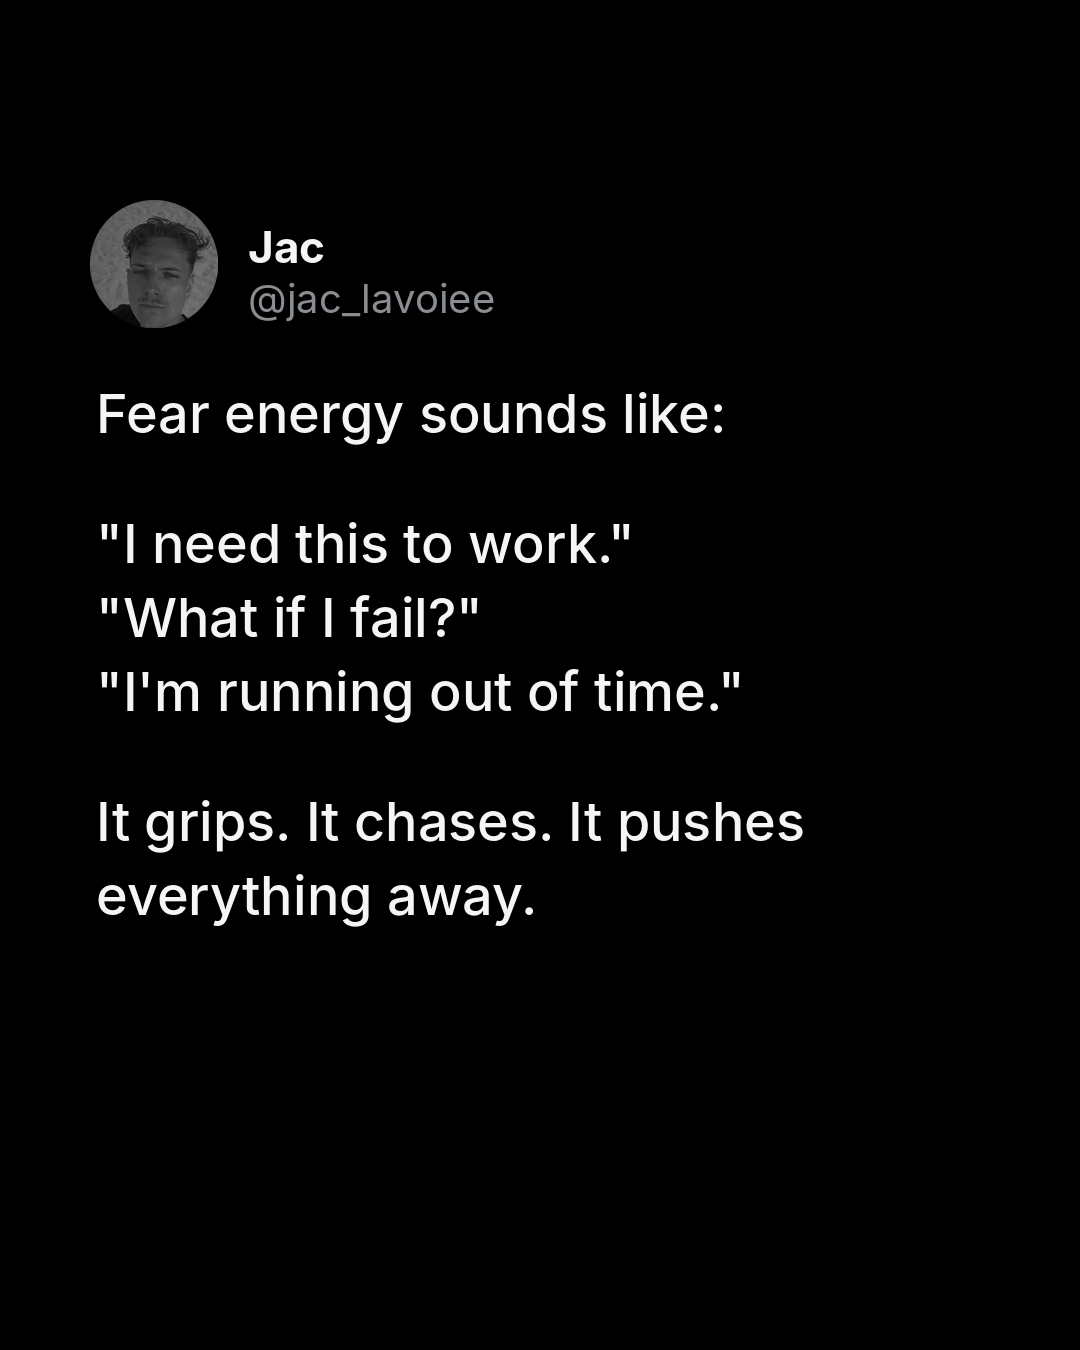 Jac
@jac_lavoiee
Fear energy sounds like:
"I need this to work."
"What if I fail?"
"I'm running out of time."
It grips. It chases. It pushes
everything away.